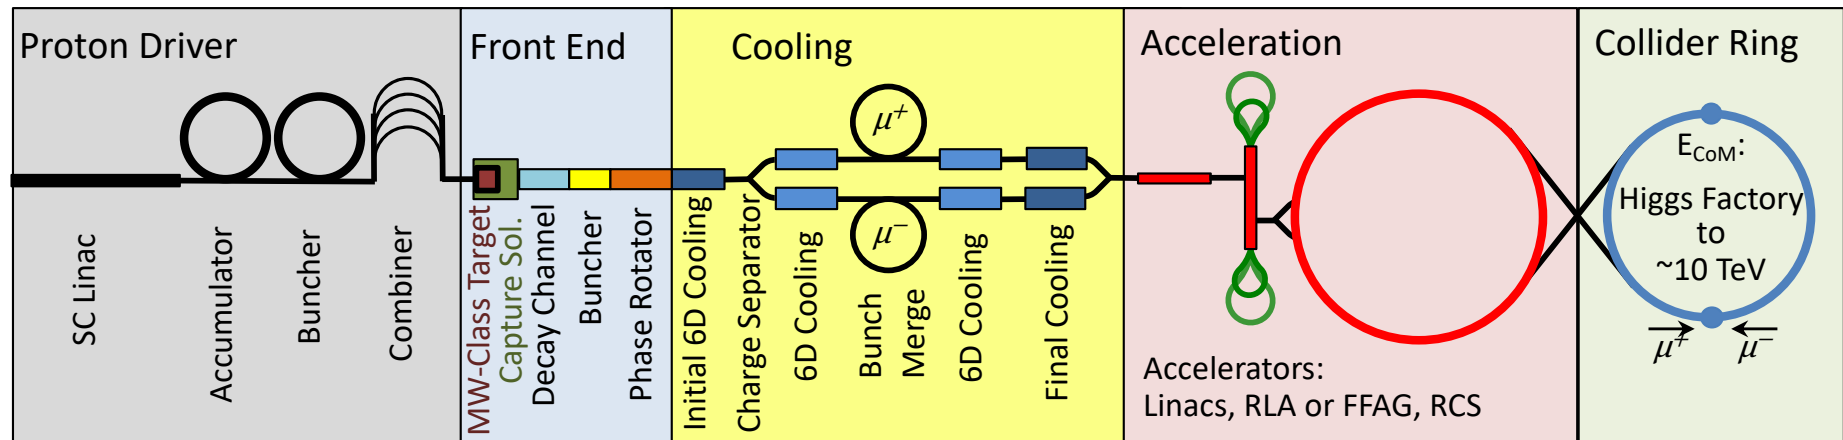 Proton Driver
SC Linac
Accumulator
Buncher
Combiner
Front End
MW-Class Target
Capture Sol.
Decay Channel
Buncher
Phase Rotator
Cooling
Initial 6D Cooling
Charge Separator
6D Cooling
μ+
μ−
Bunch
Merge
6D Cooling
Final Cooling
Acceleration
Accelerators:
Linacs, RLA or FFAG, RCS
Collider Ring
ECoM:
Higgs Factory
to
~10 TeV
μ+
μ−